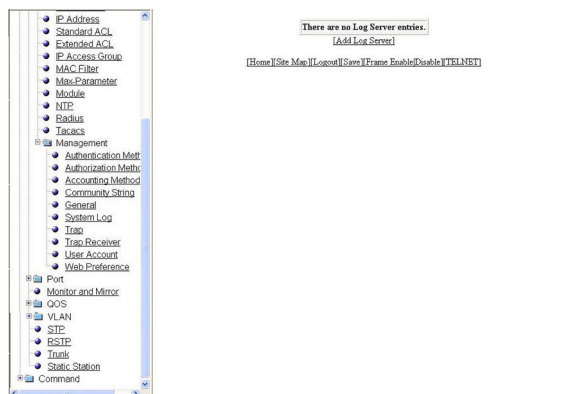 IP Address
Standard ACL
Extended ACL
IP Access Group
MAC Filter
Max-Parameter
Module
NTP
Radius
Tacacs
Management
Authentication Meth
Authorization Metho
Accounting Method
Community String
General
System Log
Trap
Trap Receiver
User Account
Web Preference
Port
Monitor and Mirror
QOS
VLAN
STP
RSTP
Trunk
Static Station
Command
There are no Log Server entries.
[Add Log Server]
[Home][Site Map][Logout][Save][Frame Enable|Disable][TELNET]